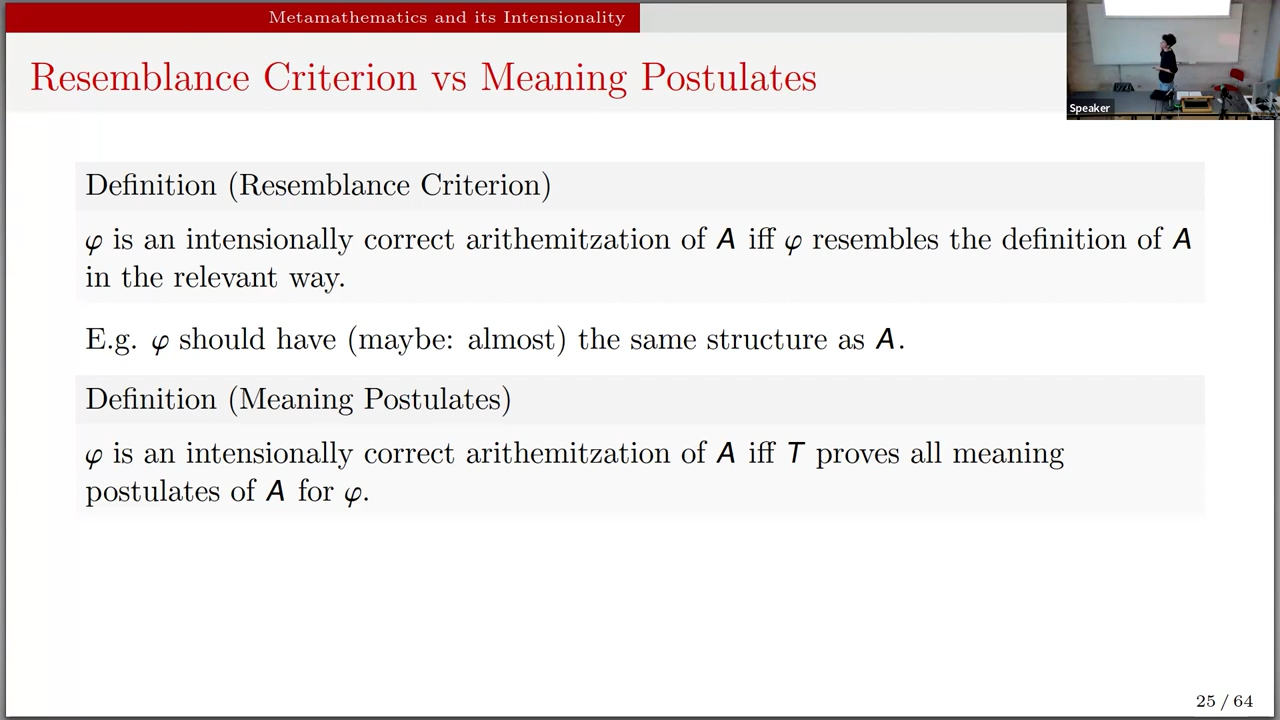 Metamathematics and its Intensionality
Resemblance Criterion vs Meaning Postulates
Speaker
Definition (Resemblance Criterion)
φ is an intensionally correct arithemitzation of A iff φ resembles the definition of A
in the relevant way.
E.g. φ should have (maybe: almost) the same structure as A.
Definition (Meaning Postulates)
φ is an intensionally correct arithemitzation of A iff T proves all meaning
postulates of A for φ.
25 / 64